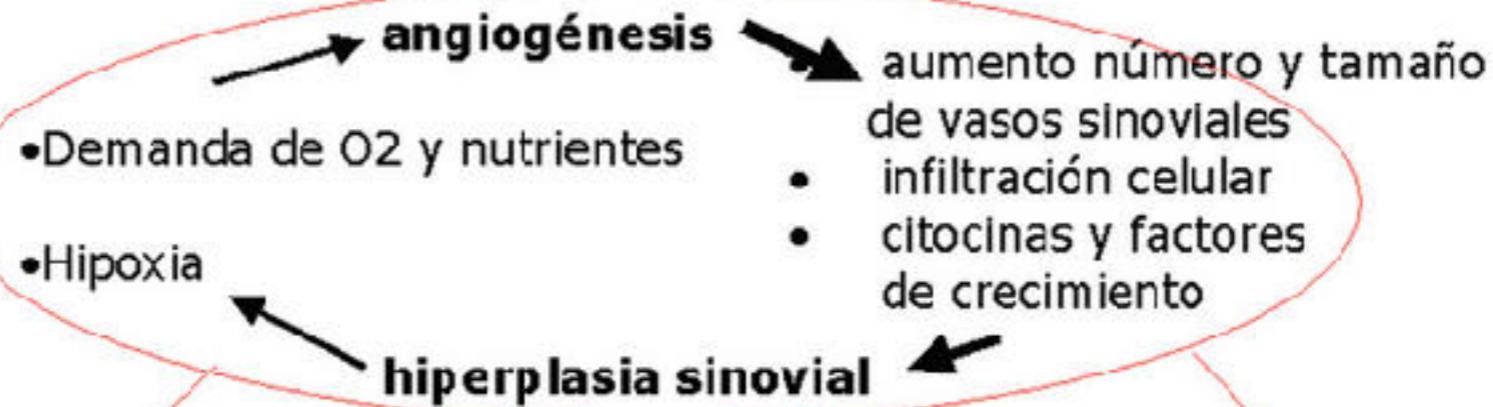 angiogénesis
• aumento número y tamaño
de vasos sinoviales
• infiltración celular
• citocinas y factores
de crecimiento
hiperplasia sinovial
•Demanda de O2 y nutrientes
•Hipoxia